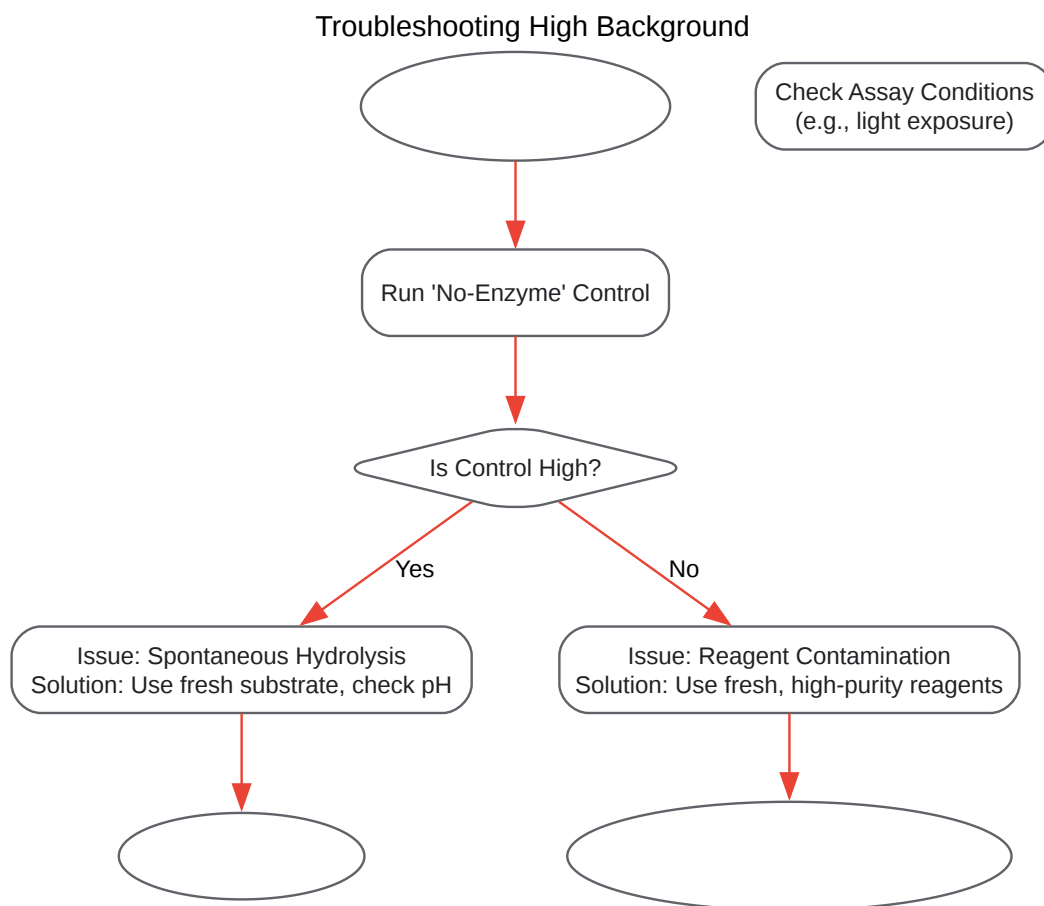 Troubleshooting High Background
Check Assay Conditions
(e.g., light exposure)
Run 'No-Enzyme' Control
Is Control High?
Yes
No
Issue: Spontaneous Hydrolysis
Solution: Use fresh substrate, check pH
Issue: Reagent Contamination
Solution: Use fresh, high-purity reagents